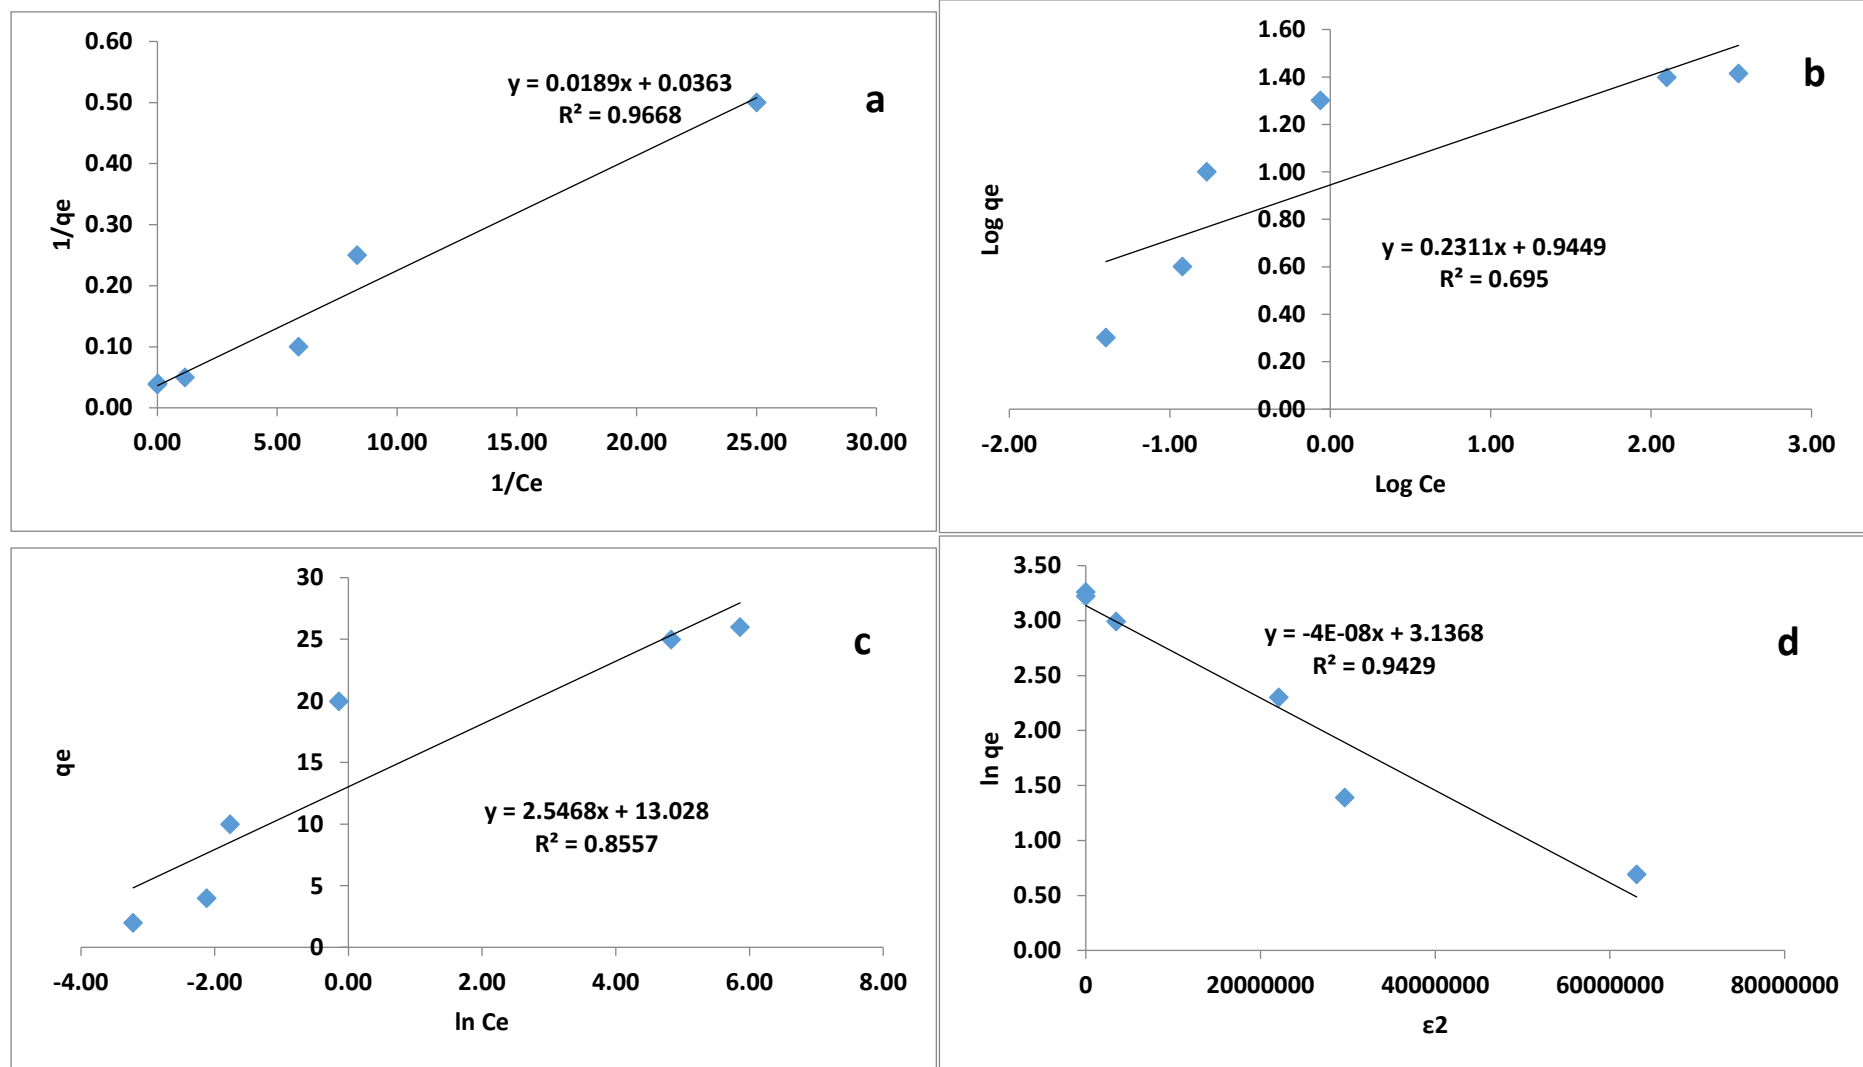 0.60
0.50
0.40
0.30
0.20
0.10
0.00
1/qe
y = 0.0189x + 0.0363
R² = 0.9668
a
0.00 5.00 10.00 15.00 20.00 25.00 30.00
1/Ce
1.60
1.40
1.20
1.00
0.80
0.60
0.40
0.20
0.00
Log qe
b
y = 0.2311x + 0.9449
R² = 0.695
-2.00 -1.00 0.00 1.00 2.00 3.00
Log Ce
30
25
20
15
10
5
0
qe
c
y = 2.5468x + 13.028
R² = 0.8557
-4.00 -2.00 0.00 2.00 4.00 6.00 8.00
ln Ce
3.50
3.00
2.50
2.00
1.50
1.00
0.50
0.00
ln qe
y = -4E-08x + 3.1368
R² = 0.9429
d
0 20000000 40000000 60000000 80000000
ε2